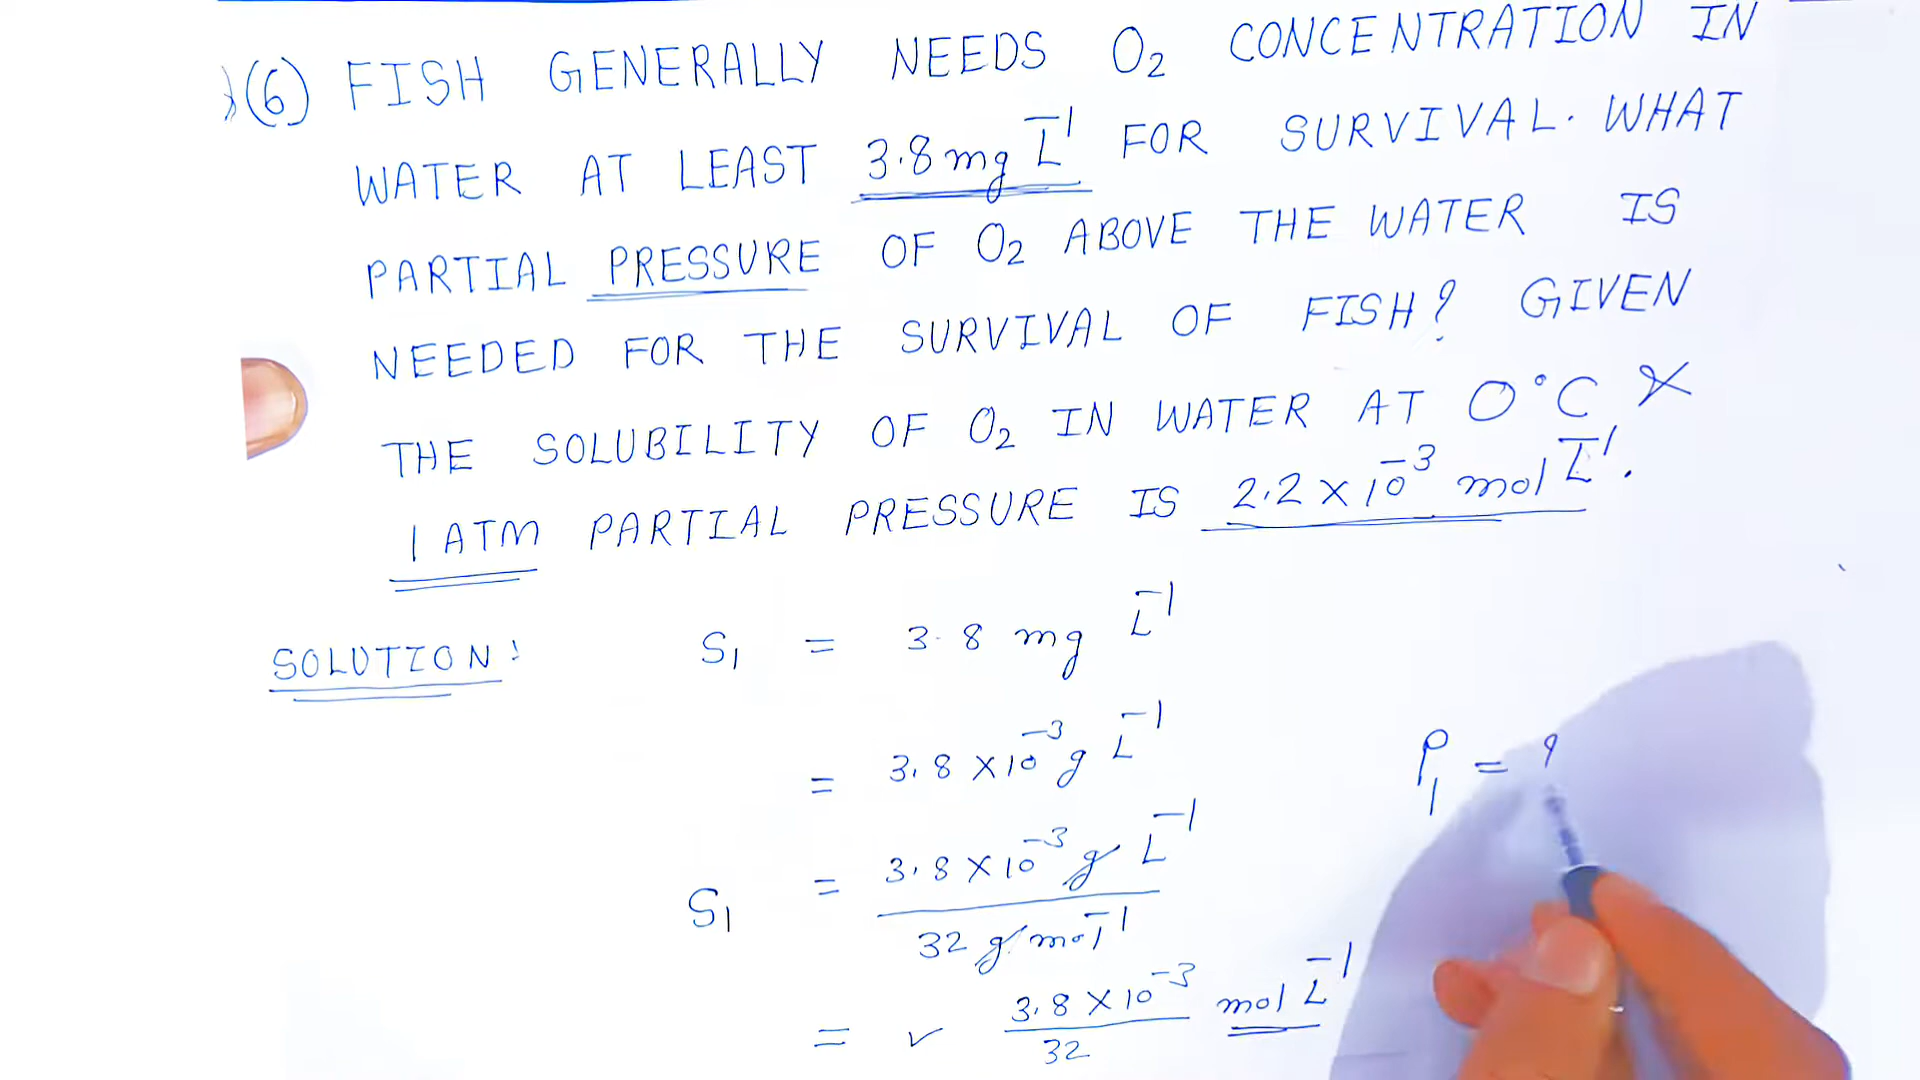 (6) FISH GENERALLY NEEDS O₂ CONCENTRATION IN
WATER AT LEAST 3.8 mg L⁻¹ FOR SURVIVAL. WHAT
PARTIAL PRESSURE OF O₂ ABOVE THE WATER IS
NEEDED FOR THE SURVIVAL OF FISH? GIVEN
THE SOLUBILITY OF O₂ IN WATER AT 0°C &
1 ATM PARTIAL PRESSURE IS 2.2 × 10⁻³ mol L⁻¹.
SOLUTION: S₁ = 3.8 mg L⁻¹
= 3.8 × 10⁻³ g L⁻¹
P₁ = ?
S₁ = 3.8 × 10⁻³ g L⁻¹
32 g mol⁻¹
= ✓ 3.8 × 10⁻³ mol L⁻¹
32